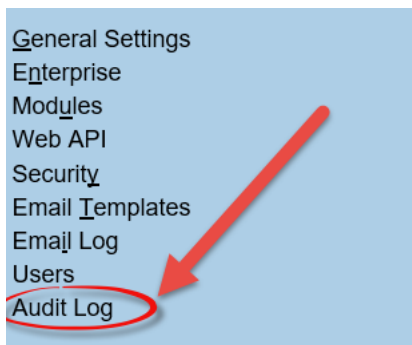 General Settings
Enterprise
Modules
Web API
Security
Email Templates
Email Log
Users
Audit Log